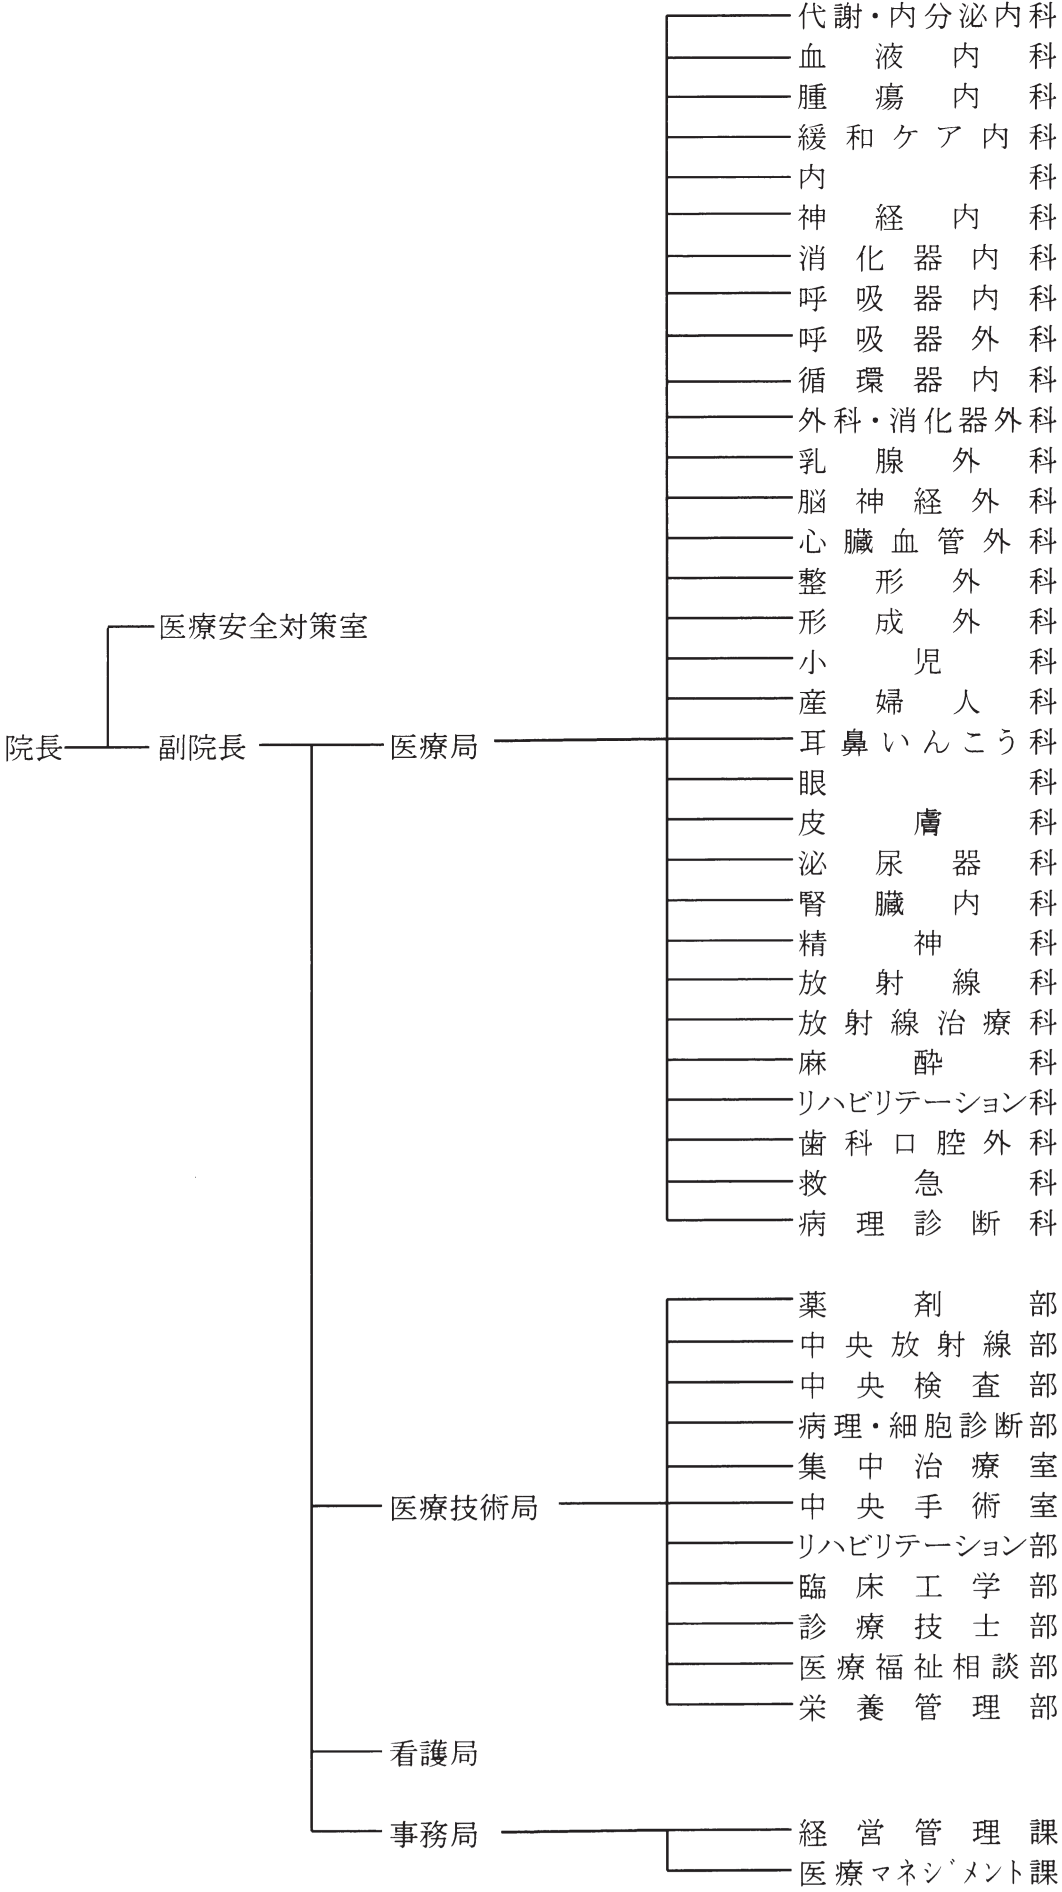 代謝・内分泌内科
血液内科
腫瘍内科
緩和ケア内科
内科
神経内科
消化器内科
呼吸器内科
呼吸器外科
循環器内科
外科・消化器外科
乳腺外科
脳神経外科
心臓血管外科
整形外科
形成外科
医療安全対策室
小児科
産婦人科
院長
副院長
医療局
耳鼻いんこう科
眼科
皮膚科
泌尿器科
腎臓内科
精神科
放射線科
放射線治療科
麻酔科
リハビリテーション科
歯科口腔外科
救急科
病理診断科
薬剤部
中央放射線部
中央検査部
病理・細胞診断部
集中治療室
医療技術局
中央手術室
リハビリテーション部
臨床工学部
診療技士部
医療福祉相談部
栄養管理部
看護局
事務局
経営管理課
医療マネジメント課